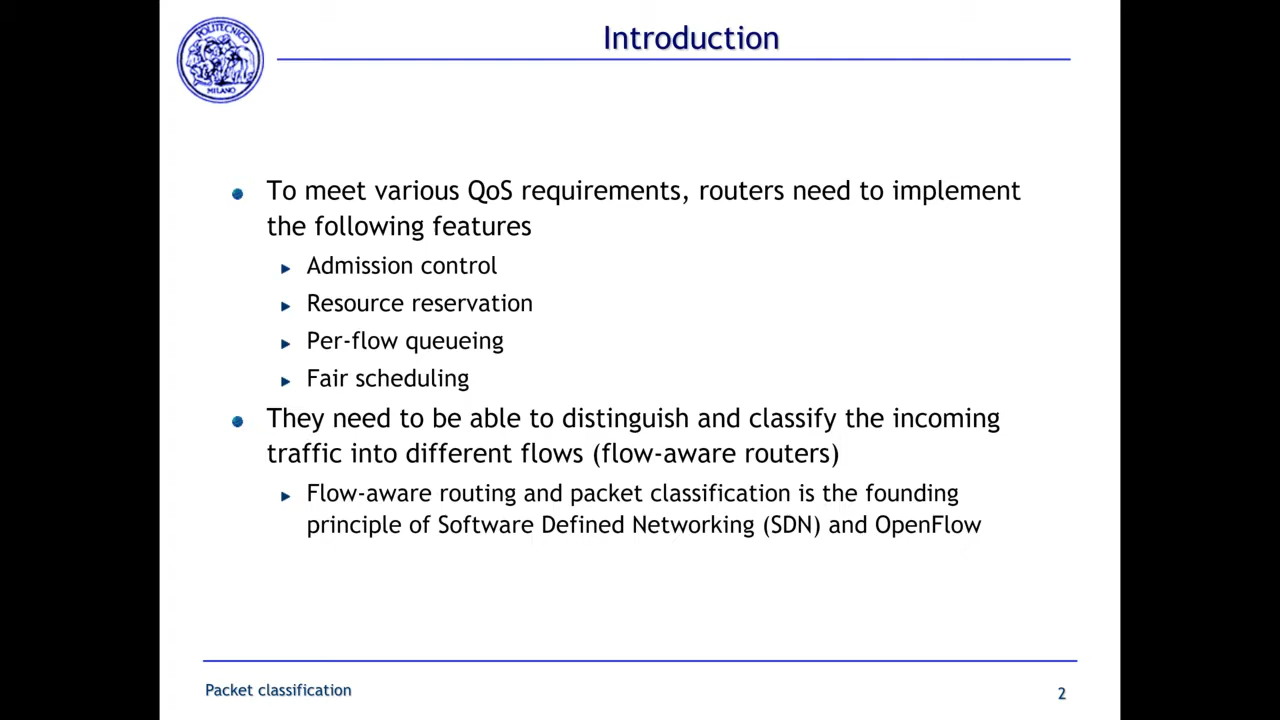 POLITECNICO
MILANO
Introduction
To meet various QoS requirements, routers need to implement
the following features
Admission control
Resource reservation
Per-flow queueing
Fair scheduling
They need to be able to distinguish and classify the incoming
traffic into different flows (flow-aware routers)
Flow-aware routing and packet classification is the founding
principle of Software Defined Networking (SDN) and OpenFlow
Packet classification
2